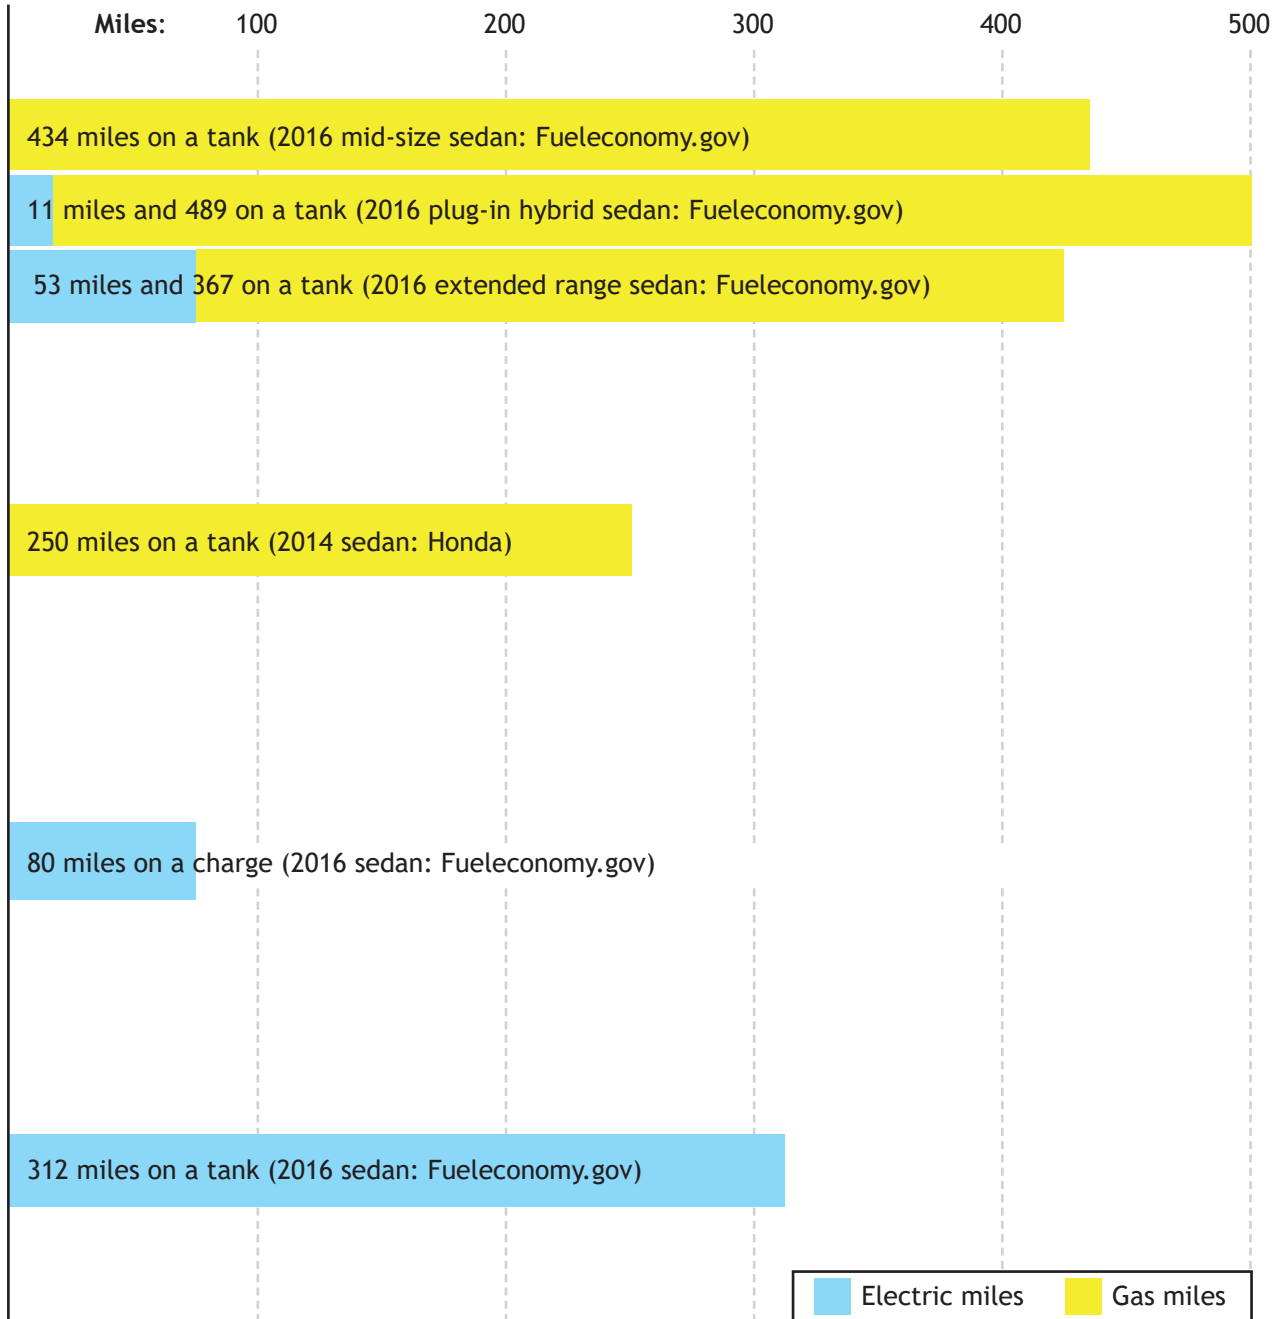 Miles: 100 200 300 400 500
434 miles on a tank (2016 mid-size sedan: Fueleconomy.gov)
11 miles and 489 on a tank (2016 plug-in hybrid sedan: Fueleconomy.gov)
53 miles and 367 on a tank (2016 extended range sedan: Fueleconomy.gov)
250 miles on a tank (2014 sedan: Honda)
80 miles on a charge (2016 sedan: Fueleconomy.gov)
312 miles on a tank (2016 sedan: Fueleconomy.gov)
Electric miles Gas miles